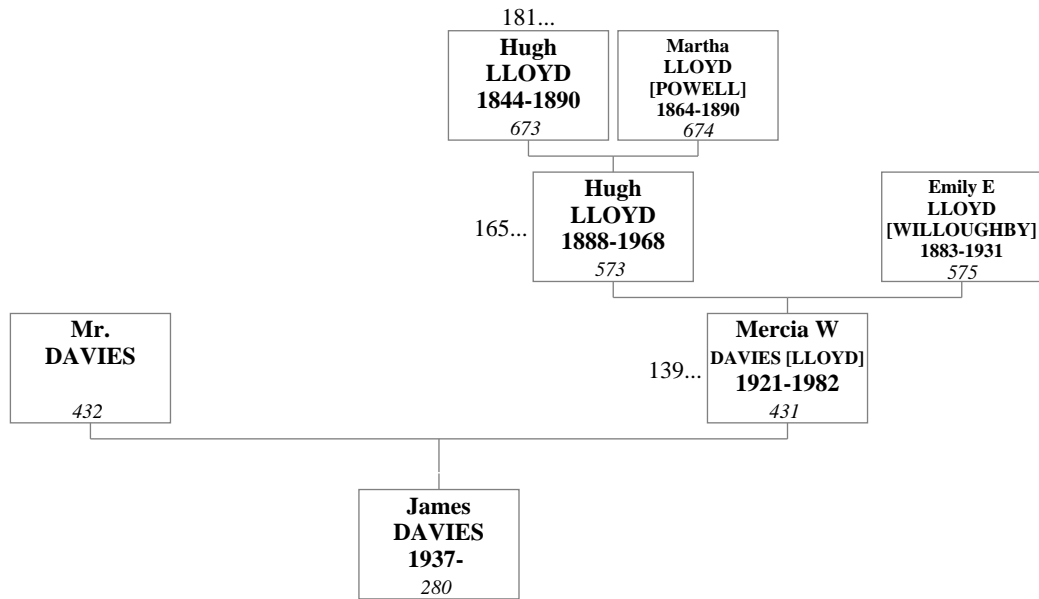 181...
Hugh
LLOYD
1844-1890
673
Martha
LLOYD
[POWELL]
1864-1890
674
165...
Hugh
LLOYD
1888-1968
573
Emily E
LLOYD
[WILLOUGHBY]
1883-1931
575
Mr.
DAVIES
432
139...
Mercia W
DAVIES [LLOYD]
1921-1982
431
James
DAVIES
1937-
280